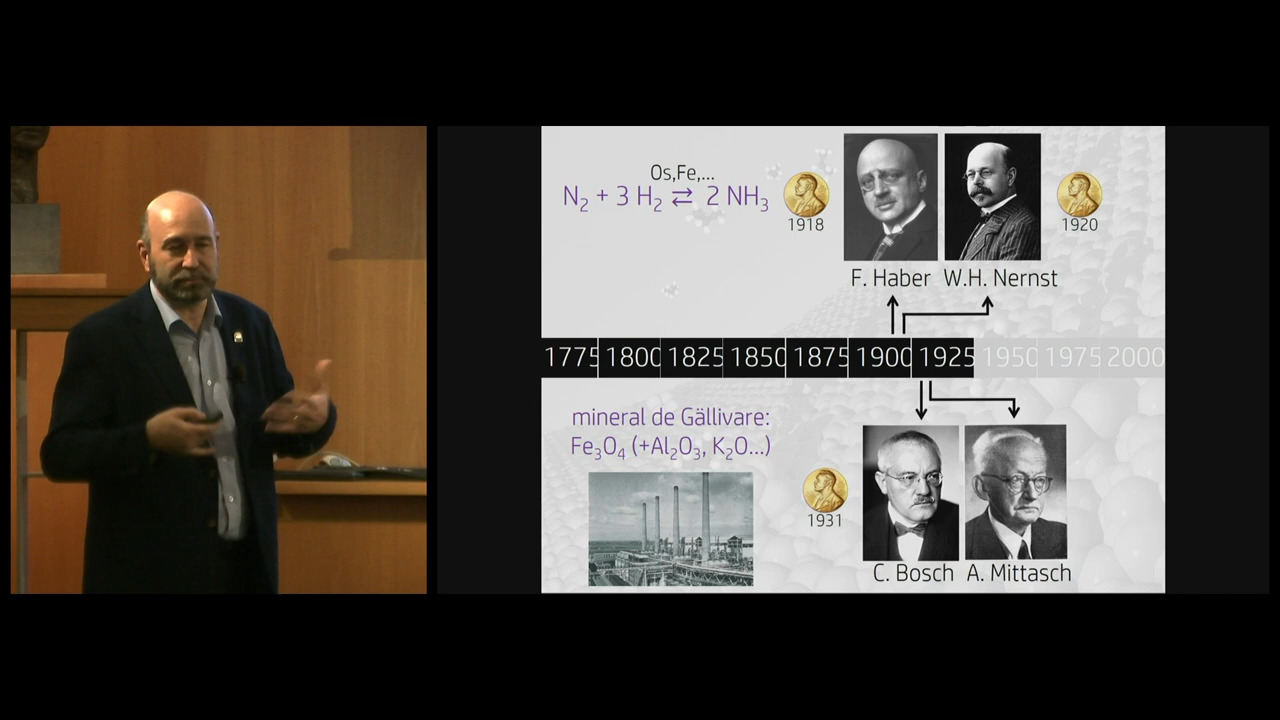 Os,Fe,...
N₂ + 3 H₂ ⇄ 2 NH₃
1918
1920
F. Haber
W.H. Nernst
1775 1800 1825 1850 1875 1900 1925 1950 1975 2000
mineral de Gällivare:
Fe₃O₄ (+Al₂O₃, K₂O...)
1931
C. Bosch
A. Mittasch